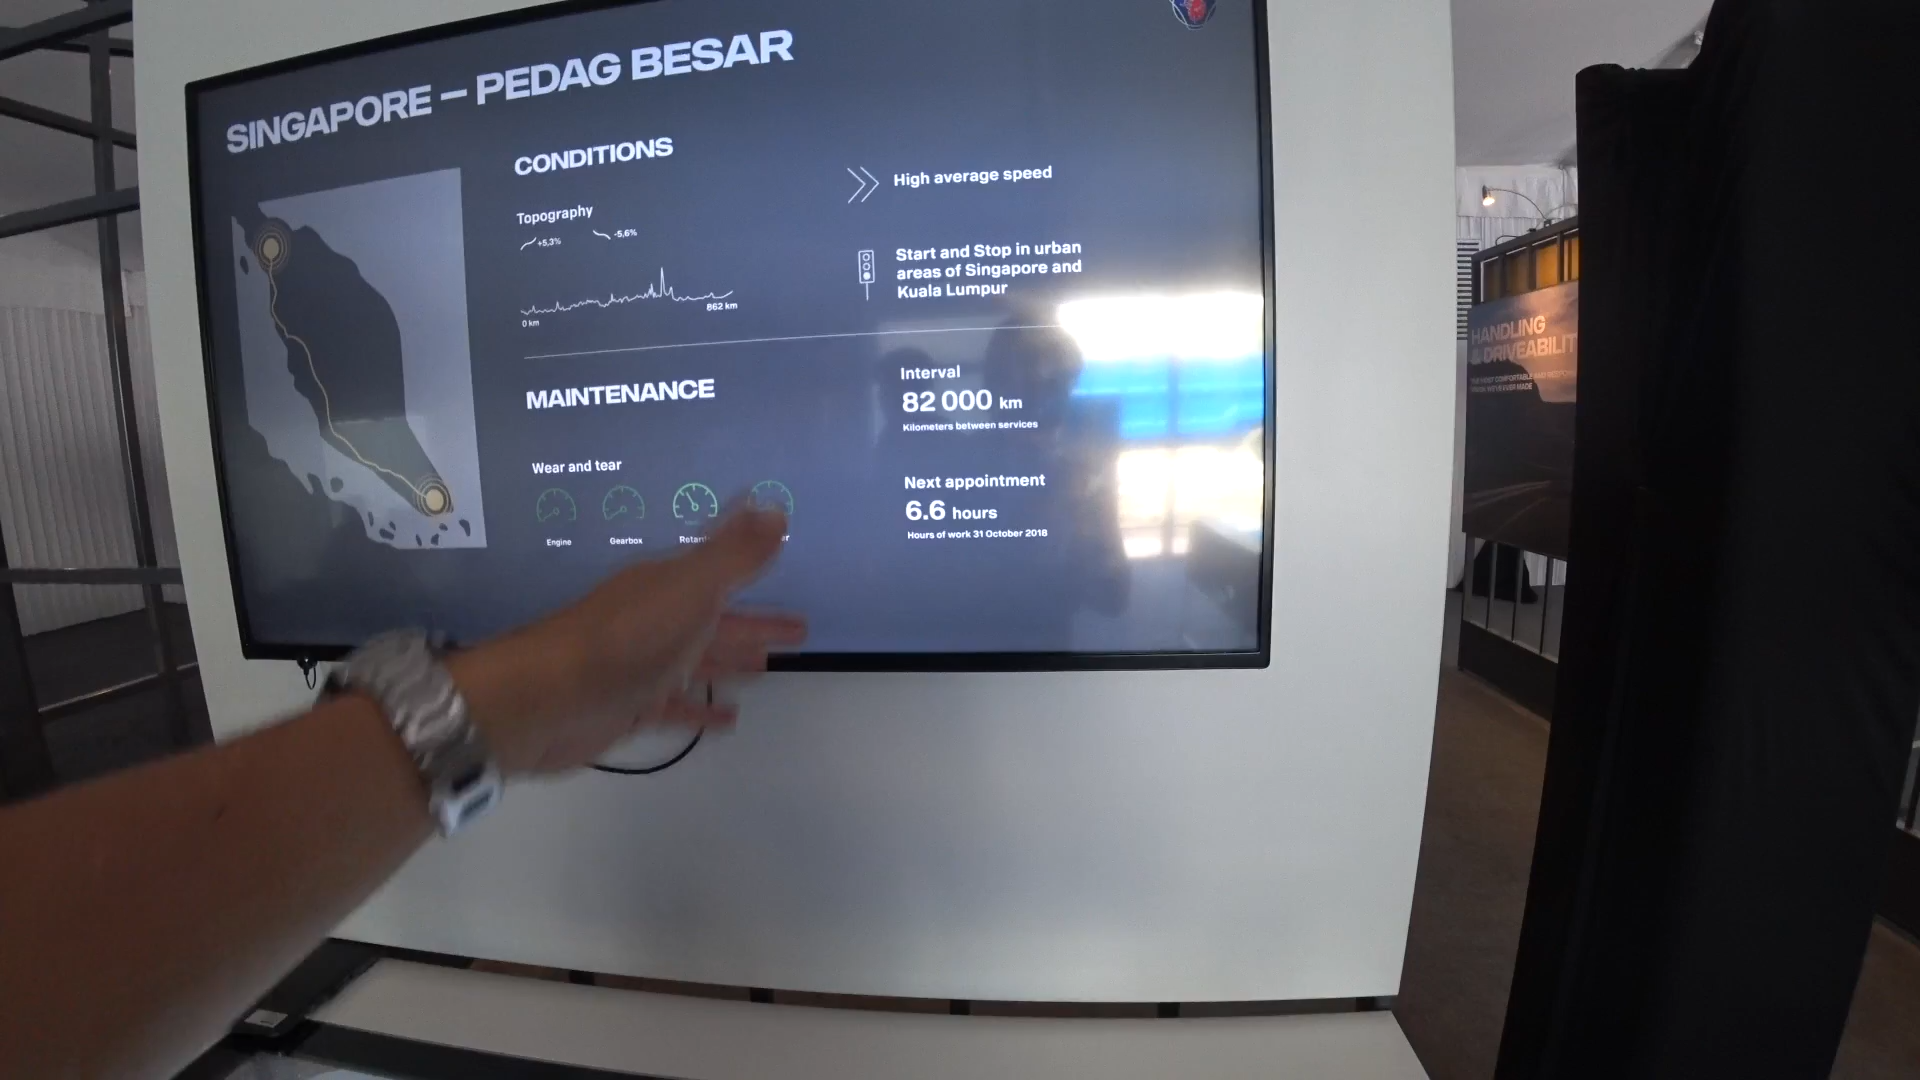 SINGAPORE – PEDAG BESAR
CONDITIONS
Topography
+5,3%
-5,6%
0 km
862 km
High average speed
Start and Stop in urban
areas of Singapore and
Kuala Lumpur
MAINTENANCE
Wear and tear
Engine
Gearbox
Interval
82 000 km
Kilometers between services
Next appointment
6.6 hours
Hours of work 31 October 2018
HANDLING
& DRIVEABILIT